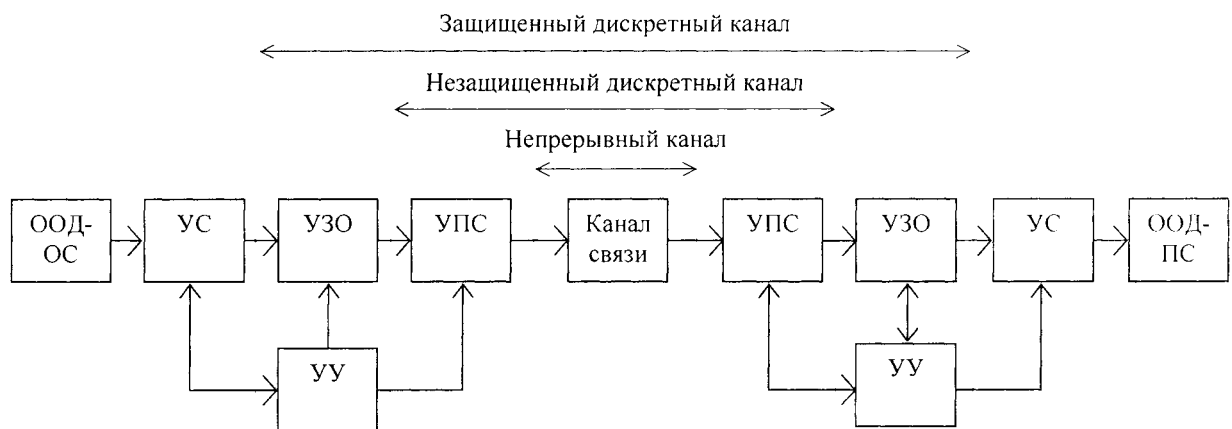 Защищенный дискретный канал
Незащищенный дискретный канал
Непрерывный канал
ООД-
ОС
УС
УЗО
УПС
Канал
связи
УПС
УЗО
УС
ООД-
ПС
УУ
УУ